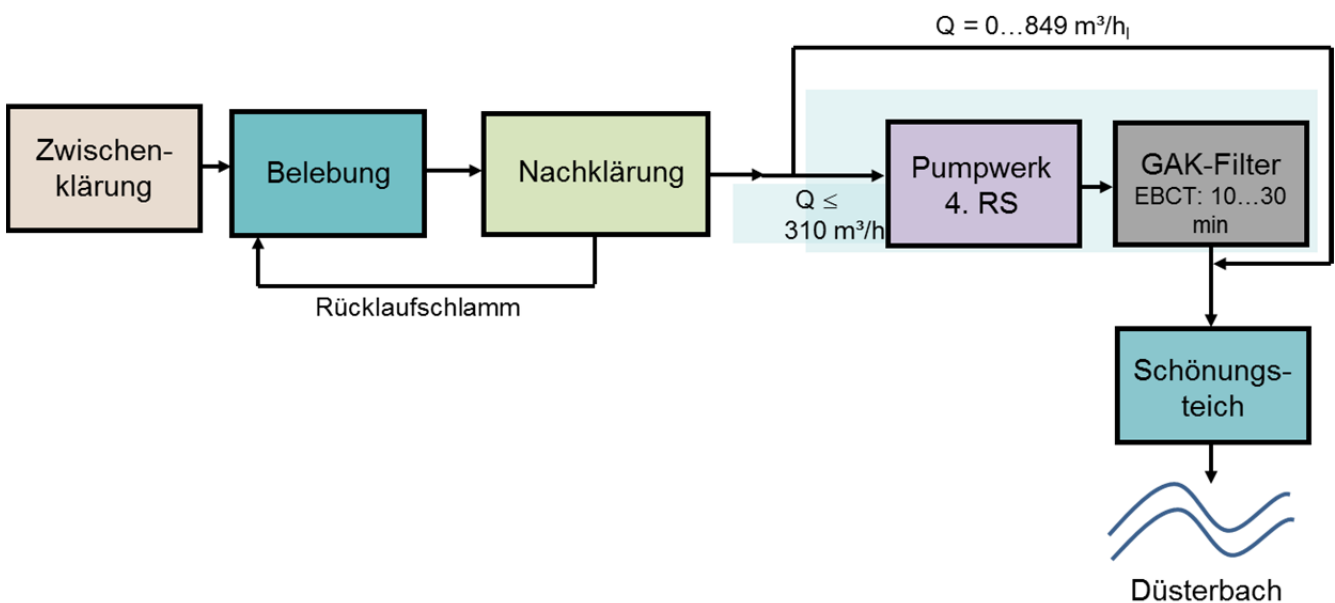 Q = 0…849 m³/h|
Zwischen-
klärung
Belebung
Nachklärung
Q ≤
310 m³/h
Pumpwerk
4. RS
GAK-Filter
EBCT: 10…30
min
Rücklaufschlamm
Schönungs-
teich
Düsterbach